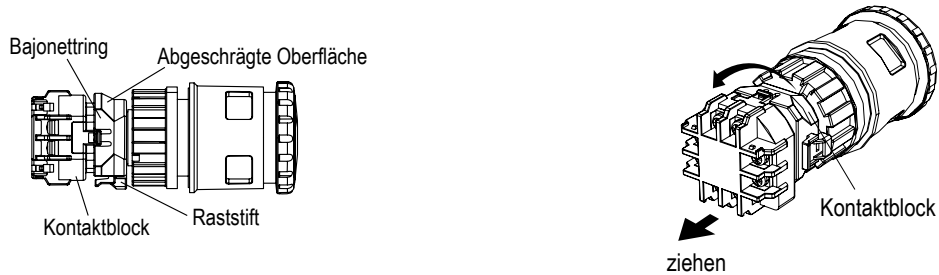 Bajonettring
Abgeschrägte Oberfläche
Kontaktblock
Raststift
Kontaktblock
ziehen